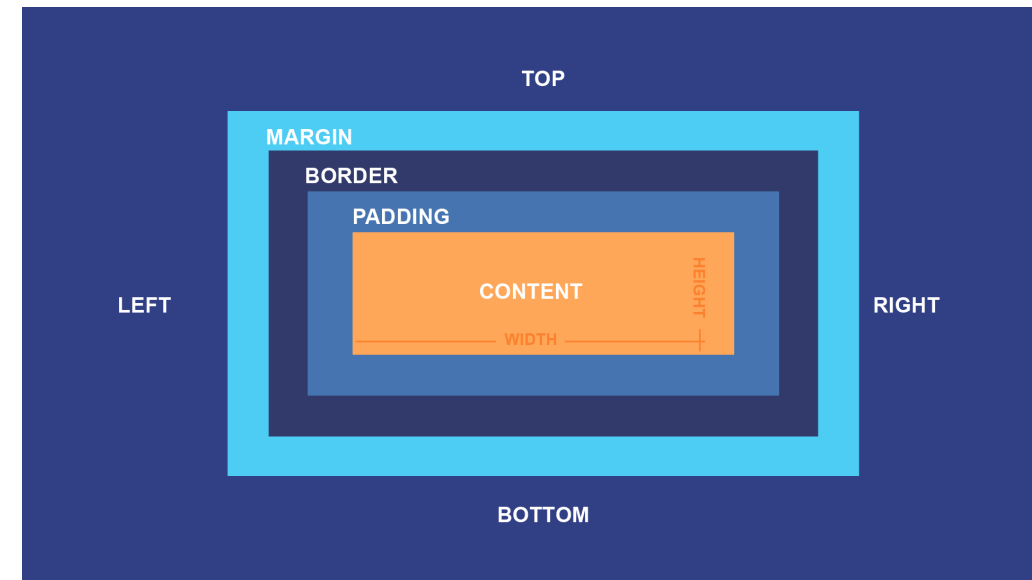 TOP
MARGIN
BORDER
PADDING
HEIGHT
CONTENT
LEFT
RIGHT
WIDTH
BOTTOM